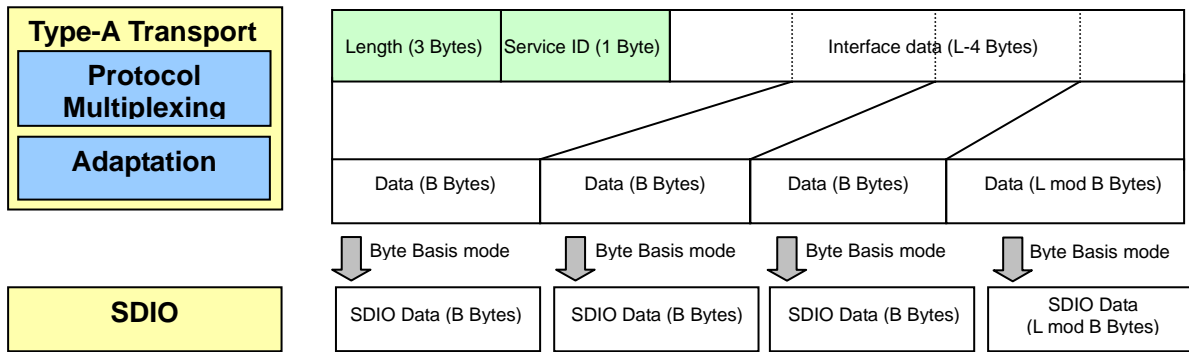 Type-A Transport
Protocol
Multiplexing
Adaptation
Length (3 Bytes)
Service ID (1 Byte)
Interface data (L-4 Bytes)
Data (B Bytes)
Data (B Bytes)
Data (B Bytes)
Data (L mod B Bytes)
Byte Basis mode
Byte Basis mode
Byte Basis mode
Byte Basis mode
SDIO
SDIO Data (B Bytes)
SDIO Data (B Bytes)
SDIO Data (B Bytes)
SDIO Data
(L mod B Bytes)